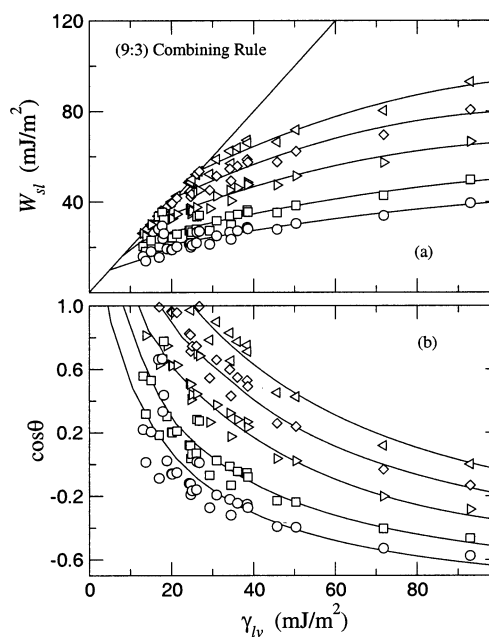 120
(9:3) Combining Rule
80
W_sl (mJ/m²)
40
(a)
0
1.0
(b)
0.6
cosθ
0.2
-0.2
-0.6
0 20 40 60 80
γ_lv (mJ/m²)